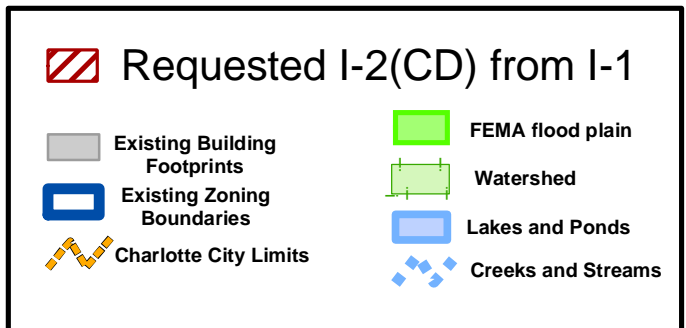 Requested I-2(CD) from I-1
Existing Building
Footprints
Existing Zoning
Boundaries
Charlotte City Limits
FEMA flood plain
Watershed
Lakes and Ponds
Creeks and Streams